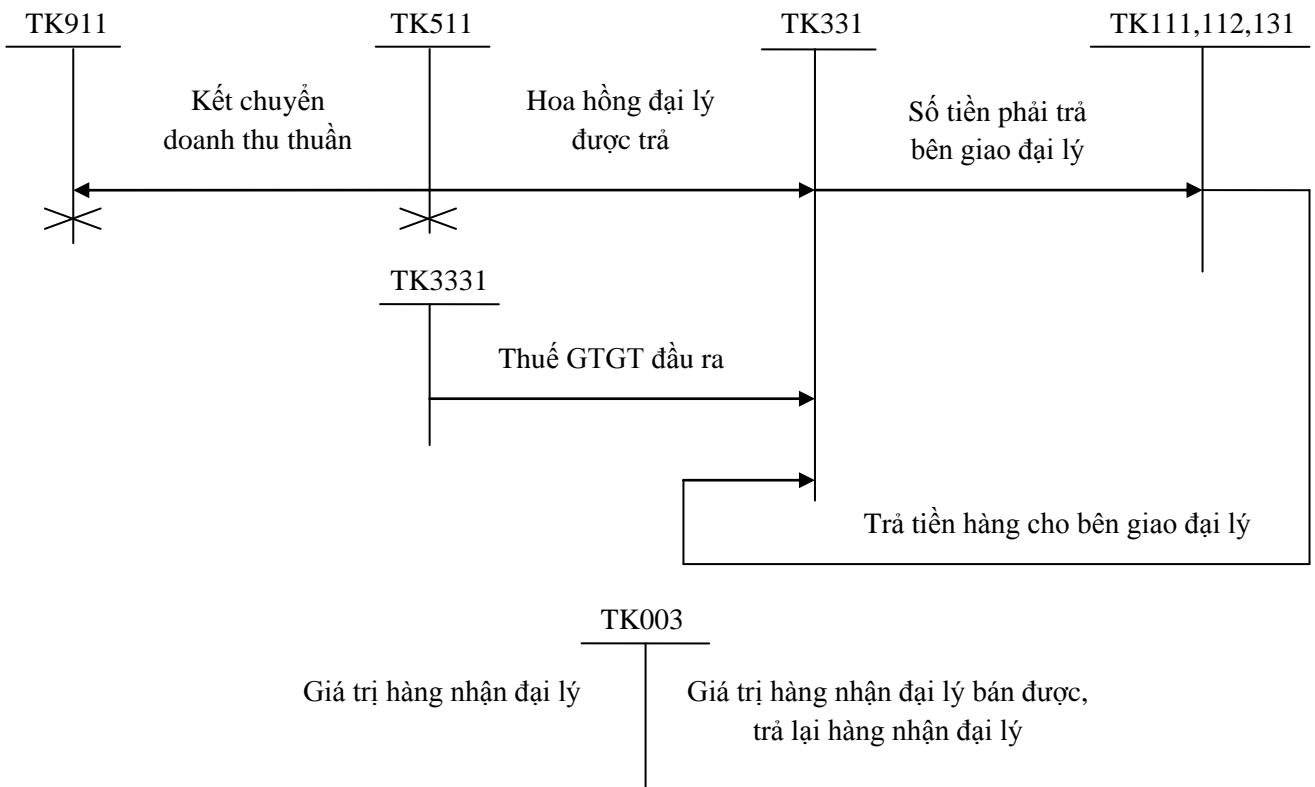 TK911
TK511
TK331
TK111,112,131
Kết chuyển
doanh thu thuần
Hoa hồng đại lý
được trả
Số tiền phải trả
bên giao đại lý
TK3331
Thuế GTGT đầu ra
Trả tiền hàng cho bên giao đại lý
TK003
Giá trị hàng nhận đại lý
Giá trị hàng nhận đại lý bán được,
trả lại hàng nhận đại lý